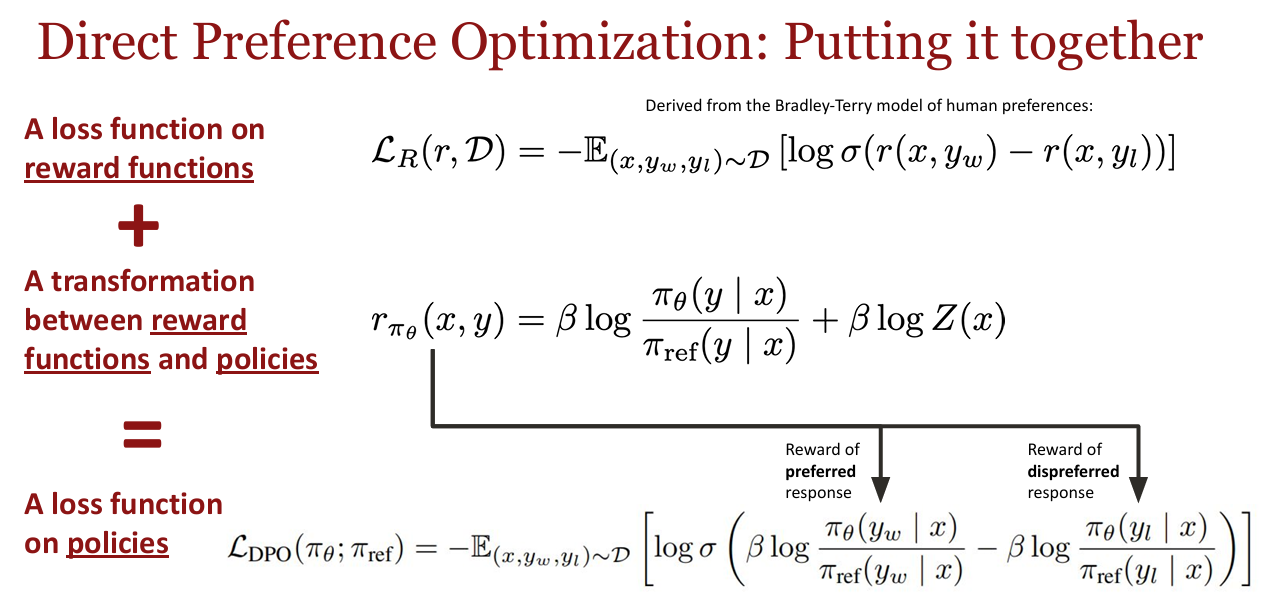 Direct Preference Optimization: Putting it together
Derived from the Bradley-Terry model of human preferences:
A loss function on
reward functions
$\mathcal{L}_R(r, \mathcal{D}) = -\mathbb{E}_{(x,y_w,y_l)\sim\mathcal{D}}\left[\log\sigma(r(x, y_w) - r(x, y_l))\right]$
+
A transformation
between reward
functions and policies
$r_{\pi_\theta}(x, y) = \beta\log\frac{\pi_\theta(y \mid x)}{\pi_{\text{ref}}(y \mid x)} + \beta\log Z(x)$
=
Reward of
preferred
response
Reward of
dispreferred
response
A loss function
on policies
$\mathcal{L}_{\text{DPO}}(\pi_\theta; \pi_{\text{ref}}) = -\mathbb{E}_{(x,y_w,y_l)\sim\mathcal{D}}\left[\log\sigma\left(\beta\log\frac{\pi_\theta(y_w \mid x)}{\pi_{\text{ref}}(y_w \mid x)} - \beta\log\frac{\pi_\theta(y_l \mid x)}{\pi_{\text{ref}}(y_l \mid x)}\right)\right]$